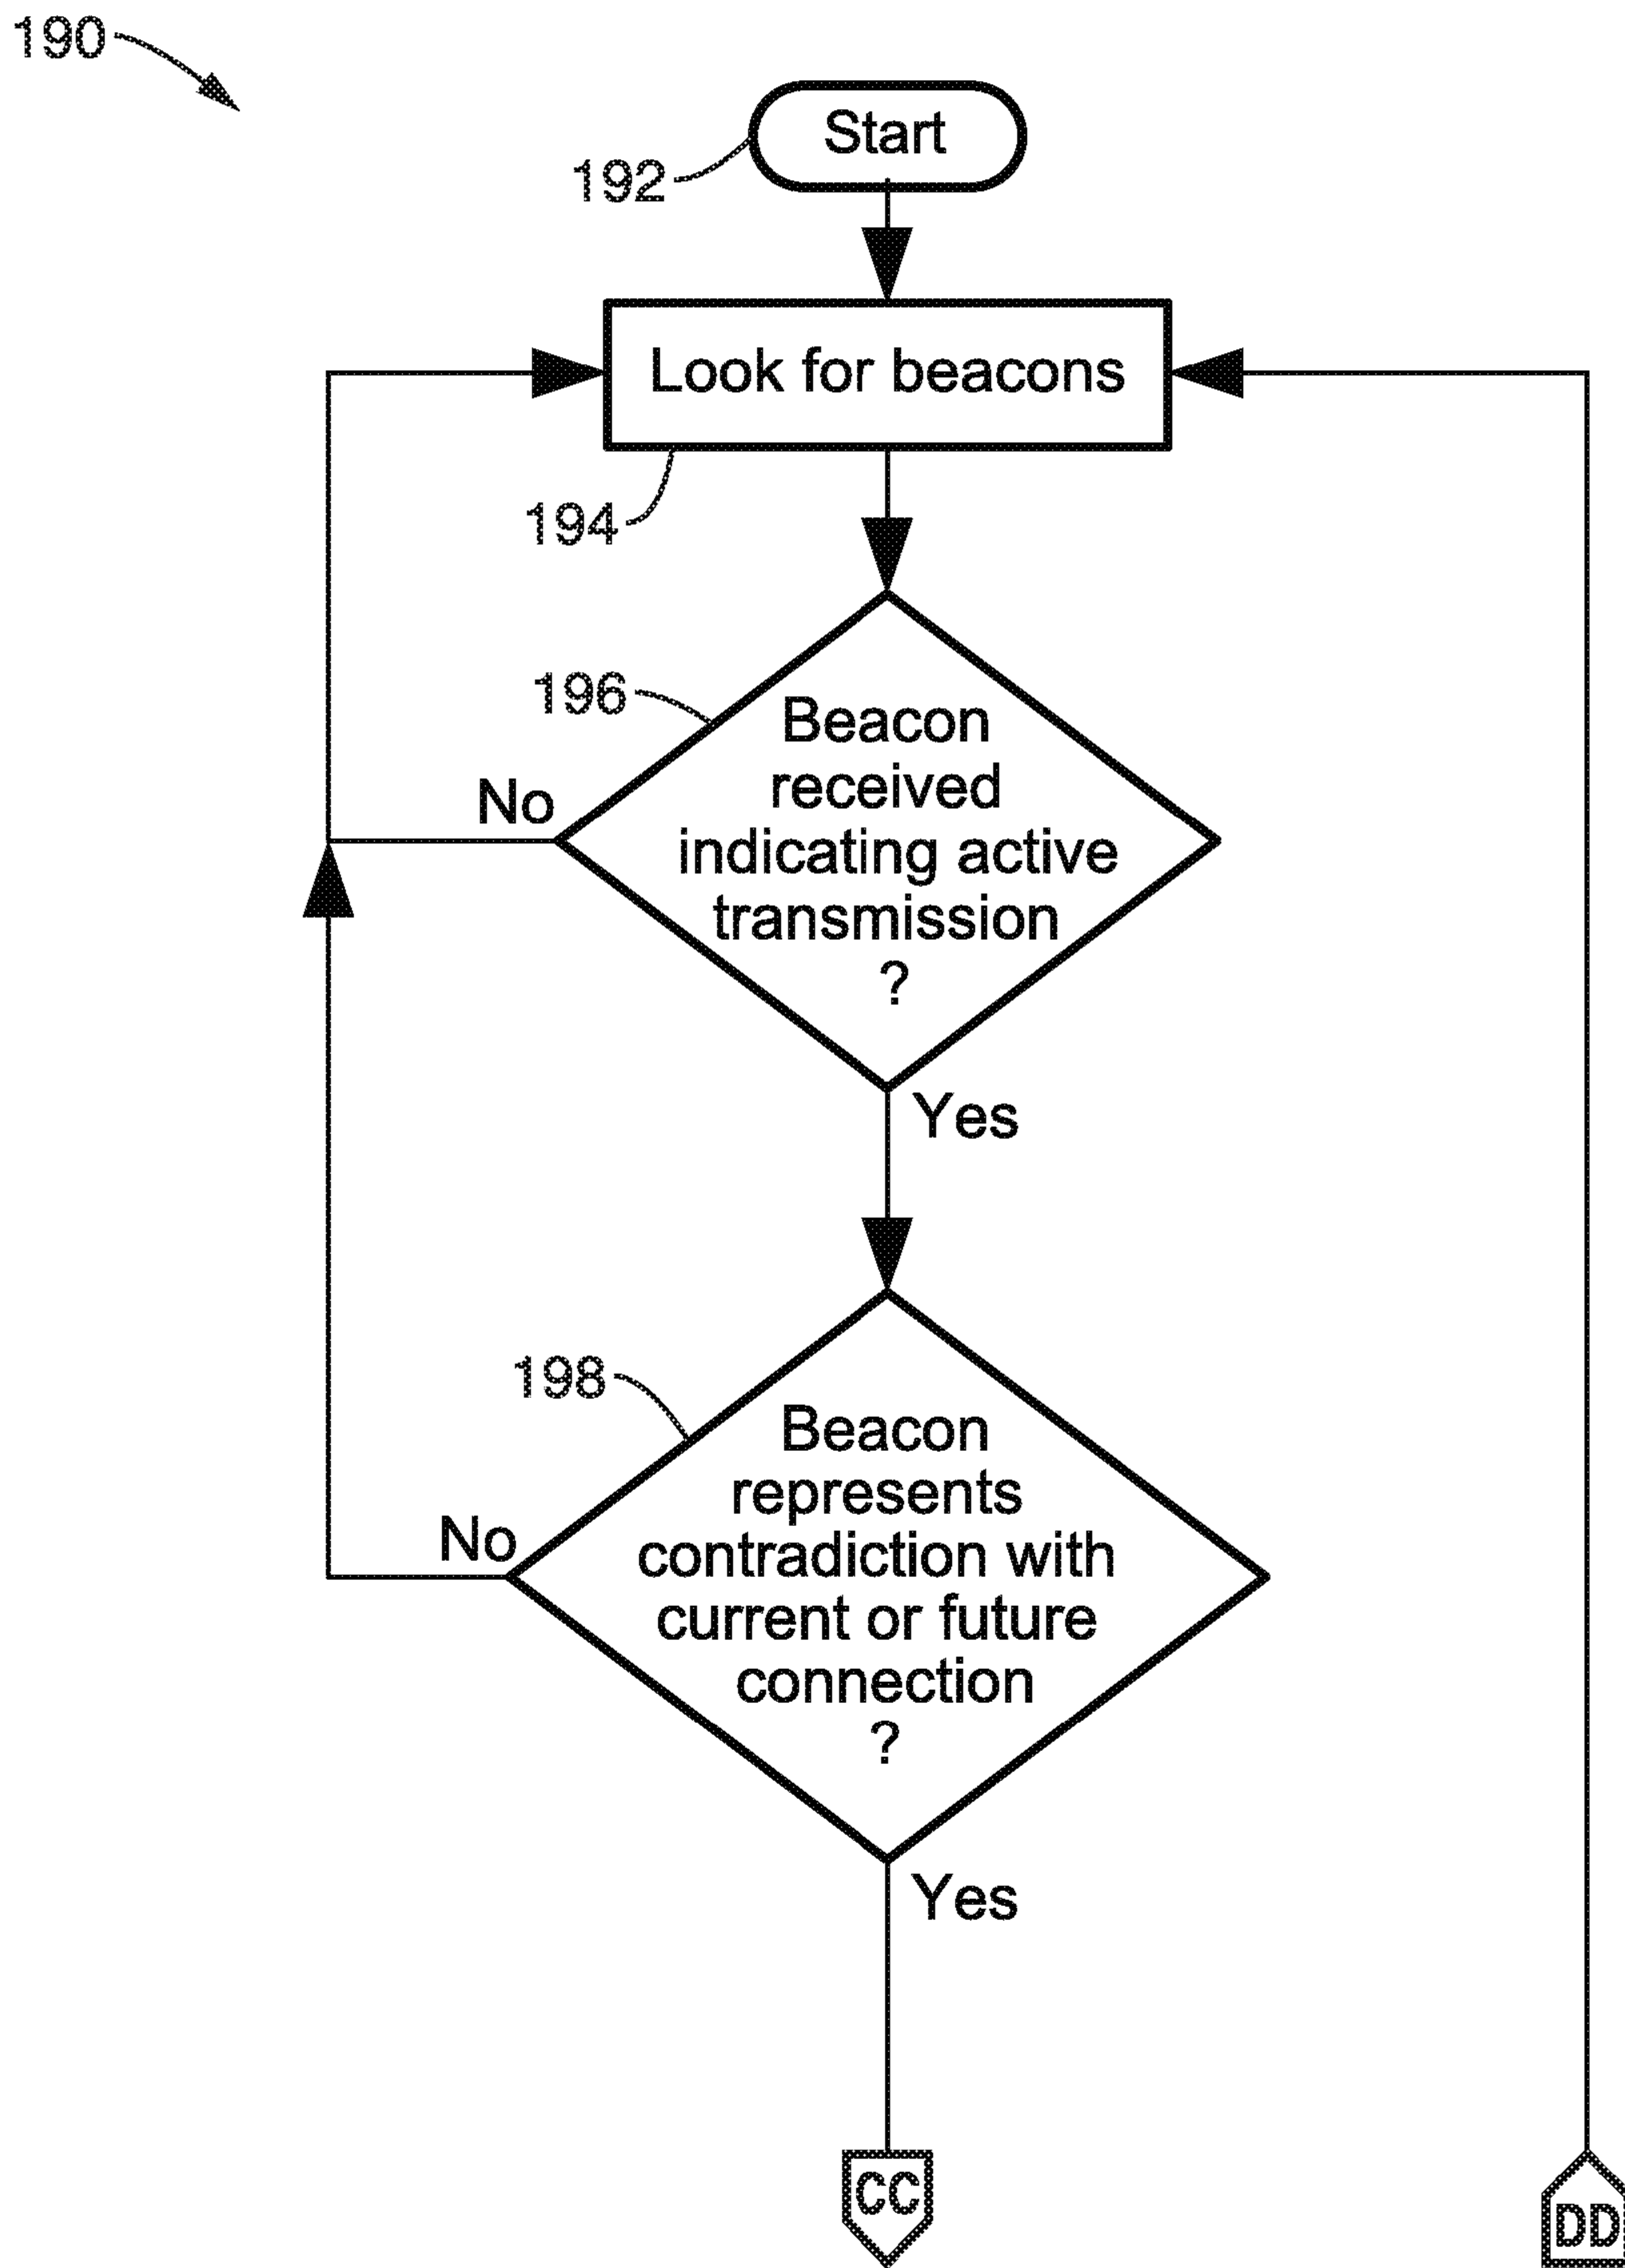 190
Start
192
Look for beacons
194
196
Beacon
received
indicating active
transmission
?
No
Yes
198
Beacon
represents
contradiction with
current or future
connection
?
No
Yes
CC
DD